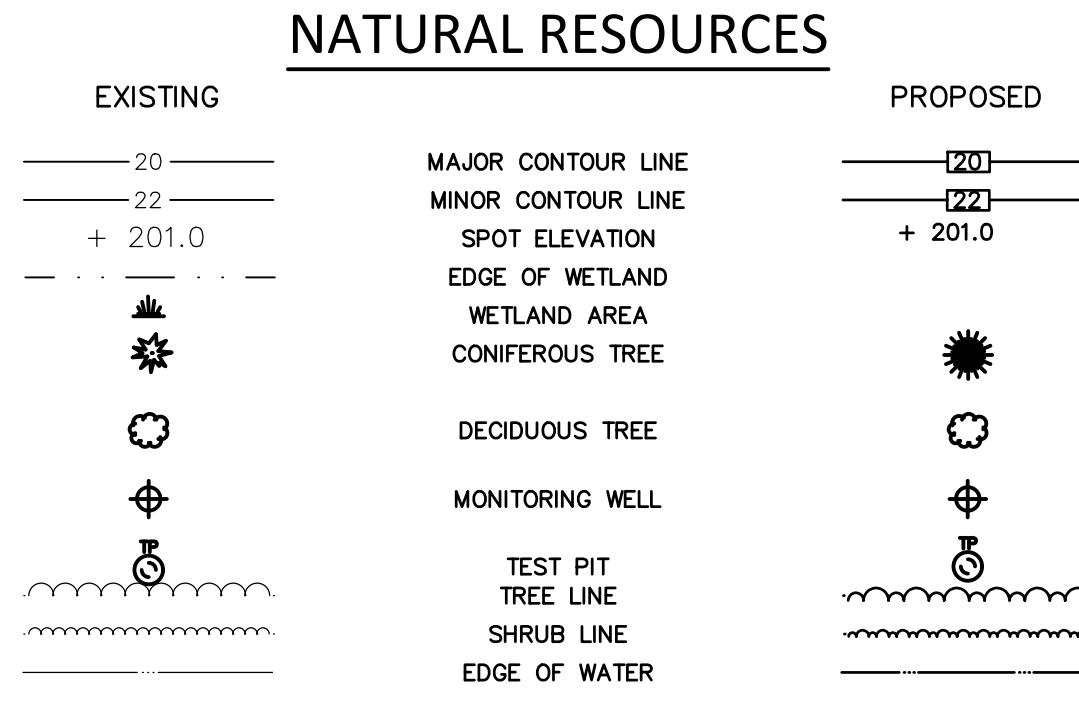 NATURAL RESOURCES
EXISTING PROPOSED
20 MAJOR CONTOUR LINE 20
22 MINOR CONTOUR LINE 22
+ 201.0 SPOT ELEVATION + 201.0
EDGE OF WETLAND
WETLAND AREA
CONIFEROUS TREE
DECIDUOUS TREE
MONITORING WELL
TP TP
TEST PIT
TREE LINE
SHRUB LINE
EDGE OF WATER